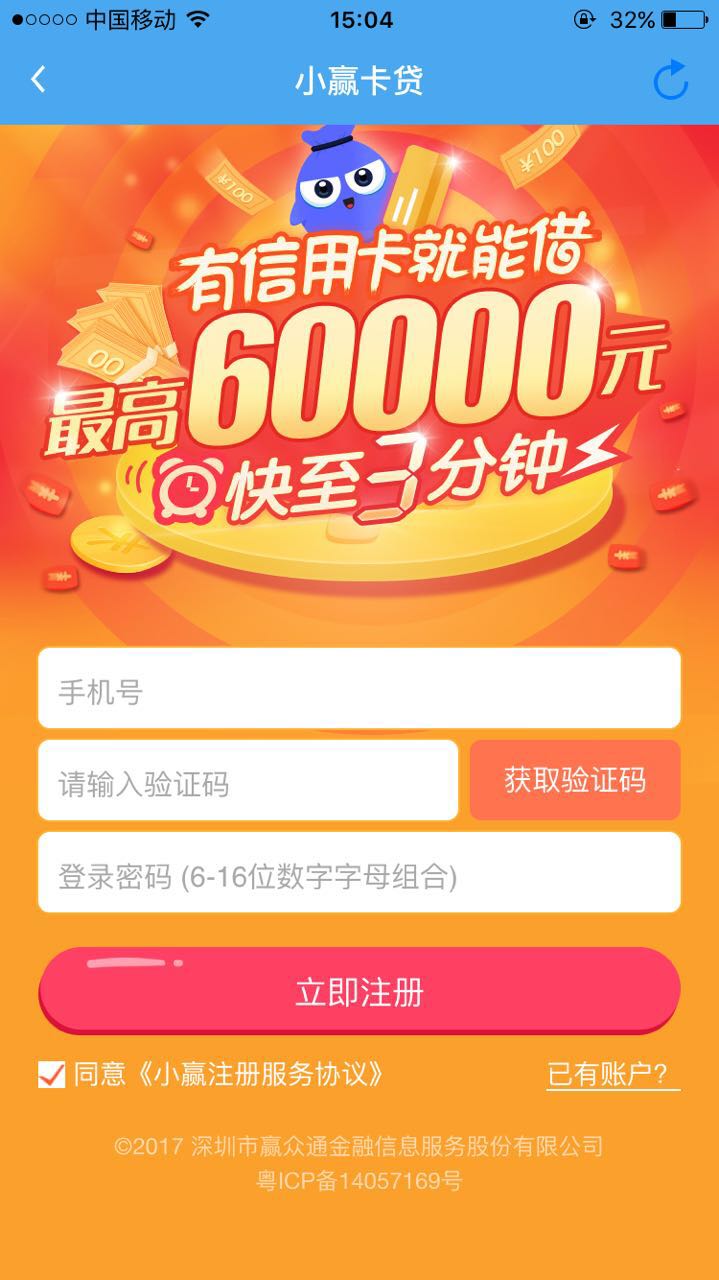 中国移动 15:04 32%
小赢卡贷
¥100
¥100
有信用卡就能借
00
最高60000元
快至3分钟
手机号
请输入验证码 获取验证码
登录密码 (6-16位数字字母组合)
立即注册
同意《小赢注册服务协议》 已有账户?
©2017 深圳市赢众通金融信息服务股份有限公司
粤ICP备14057169号